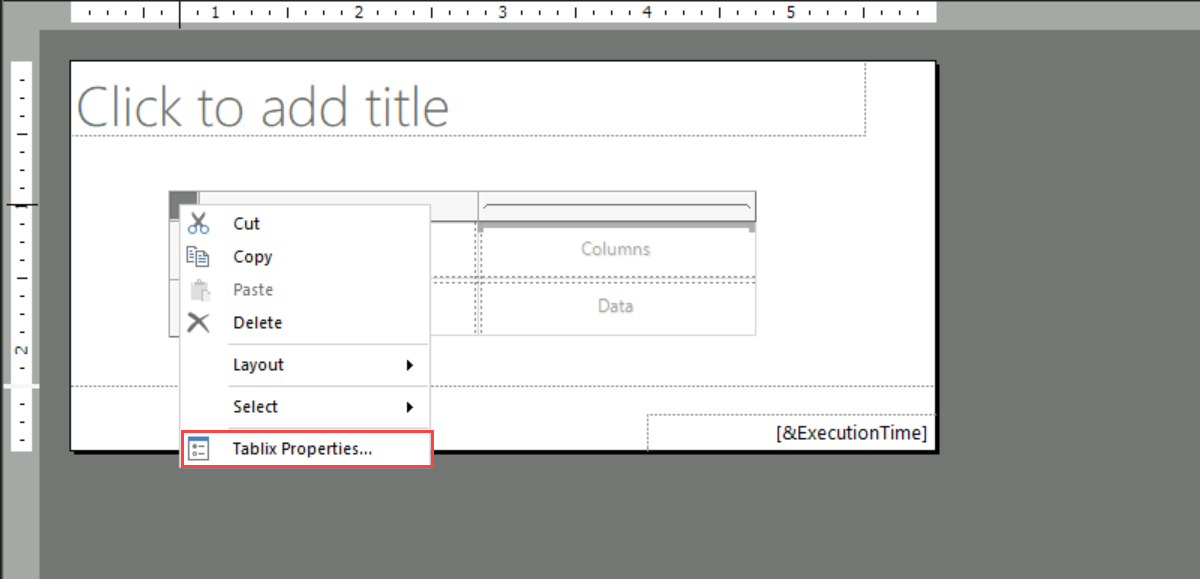 1 2 3 4 5
Click to add title
1
Cut
Copy
Columns
Paste
Data
Delete
2
Layout
Select
[&ExecutionTime]
Tablix Properties...